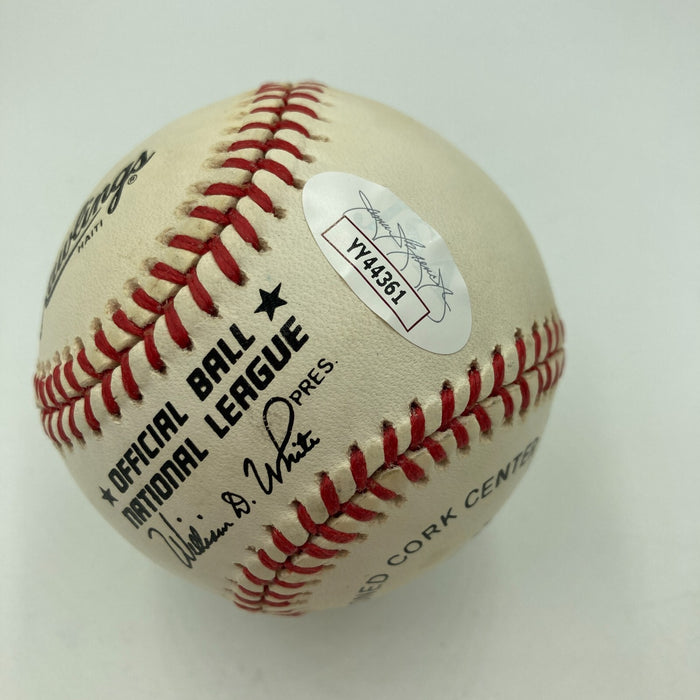 Rawlings®
HAITI
★ OFFICIAL BALL ★
NATIONAL LEAGUE
William D. White PRES.
YY44361
CORK CENTER